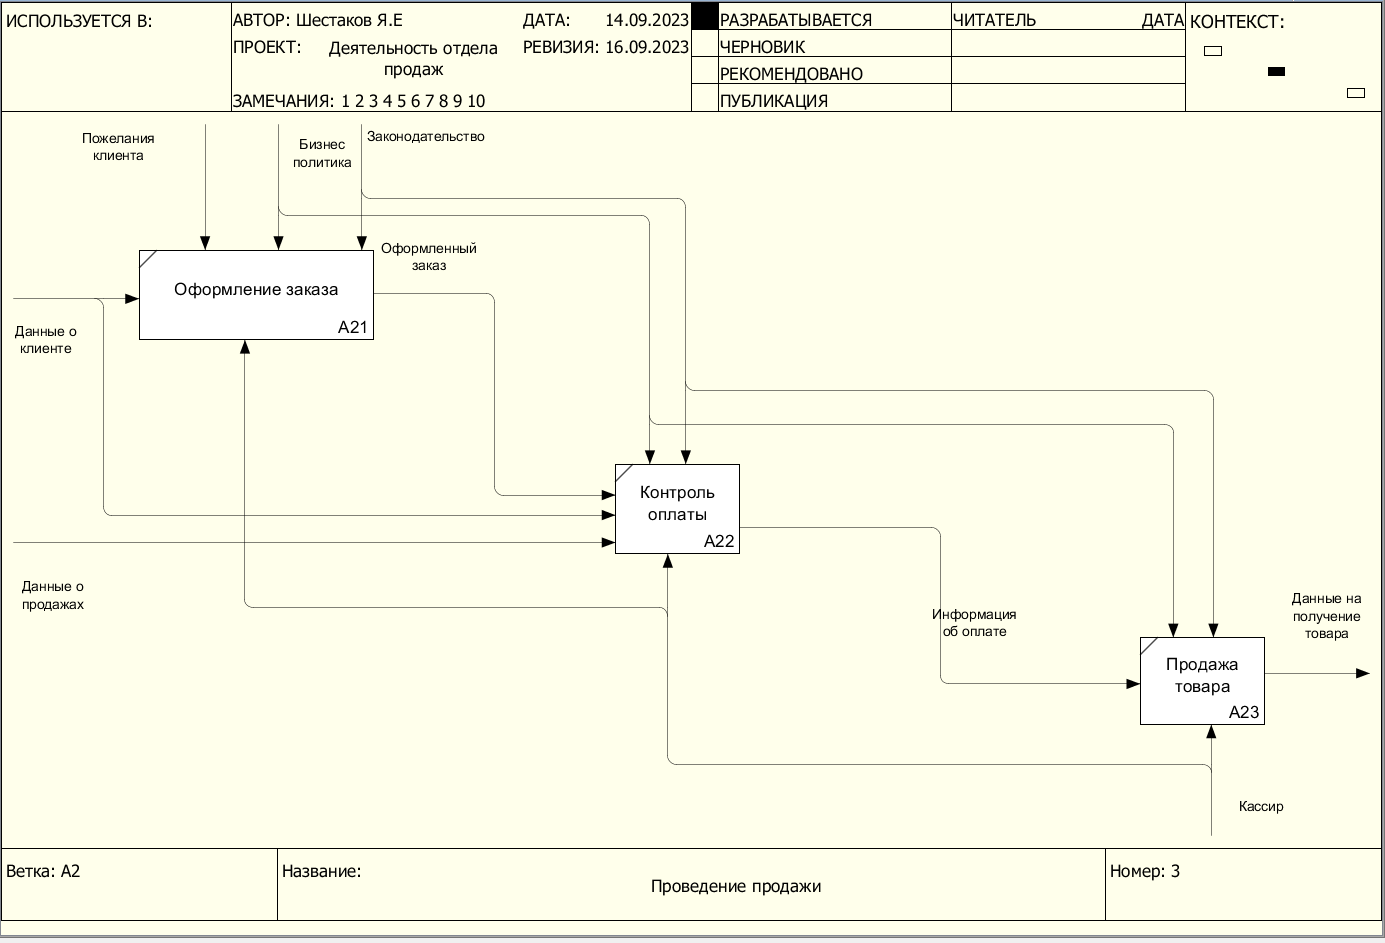 ИСПОЛЬЗУЕТСЯ В:
АВТОР: Шестаков Я.Е
ДАТА: 14.09.2023
РАЗРАБАТЫВАЕТСЯ
ЧИТАТЕЛЬ
ДАТА
КОНТЕКСТ:
ПРОЕКТ: Деятельность отдела
продаж
РЕВИЗИЯ: 16.09.2023
ЧЕРНОВИК
РЕКОМЕНДОВАНО
ЗАМЕЧАНИЯ: 1 2 3 4 5 6 7 8 9 10
ПУБЛИКАЦИЯ
Пожелания
клиента
Бизнес
политика
Законодательство
Оформленный
заказ
Оформление заказа
A21
Данные о
клиенте
Контроль
оплаты
A22
Данные о
продажах
Информация
об оплате
Данные на
получение
товара
Продажа
товара
A23
Кассир
Ветка: A2
Название:
Проведение продажи
Номер: 3